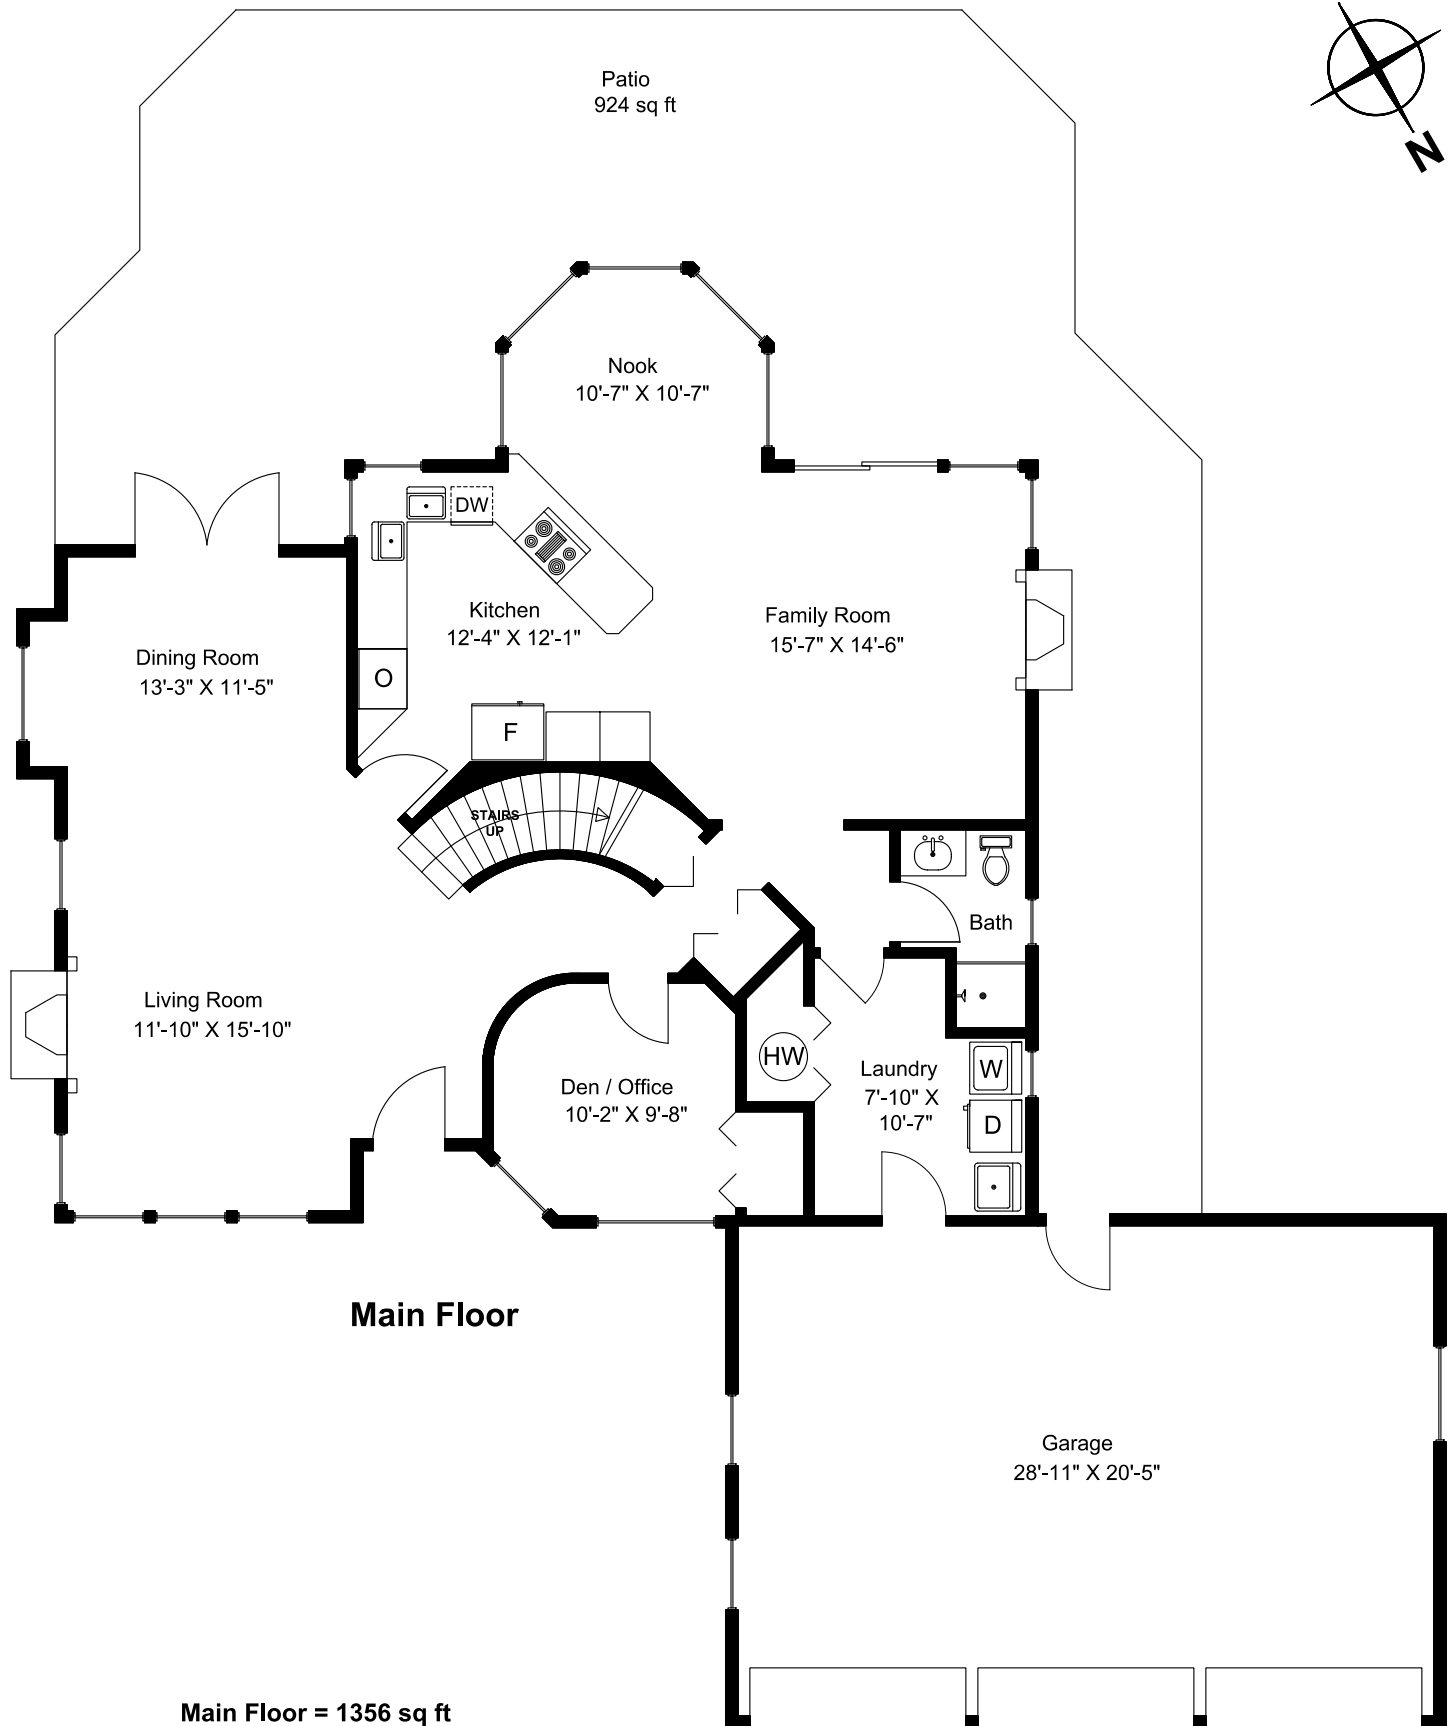 Patio
924 sq ft
N
Nook
10'-7" X 10'-7"
DW
Kitchen
12'-4" X 12'-1"
Family Room
15'-7" X 14'-6"
Dining Room
13'-3" X 11'-5"
O
F
STAIRS
UP
Bath
Living Room
11'-10" X 15'-10"
HW
Den / Office
10'-2" X 9'-8"
Laundry
7'-10" X
10'-7"
W
D
Main Floor
Garage
28'-11" X 20'-5"
Main Floor = 1356 sq ft